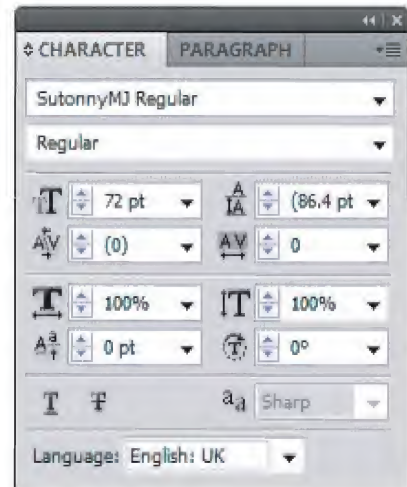 CHARACTER PARAGRAPH
SutonnyMJ Regular
Regular
72 pt (86.4 pt
(0) 0
100% 100%
0 pt 0°
T T aa Sharp
Language: English: UK